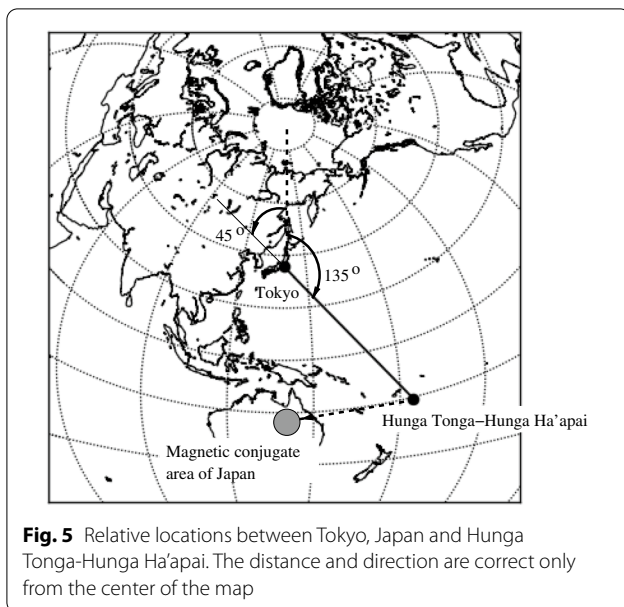 45 o
135 o
Tokyo
Hunga Tonga−Hunga Ha'apai
Magnetic conjugate
area of Japan
Fig. 5 Relative locations between Tokyo, Japan and Hunga
Tonga-Hunga Ha'apai. The distance and direction are correct only
from the center of the map